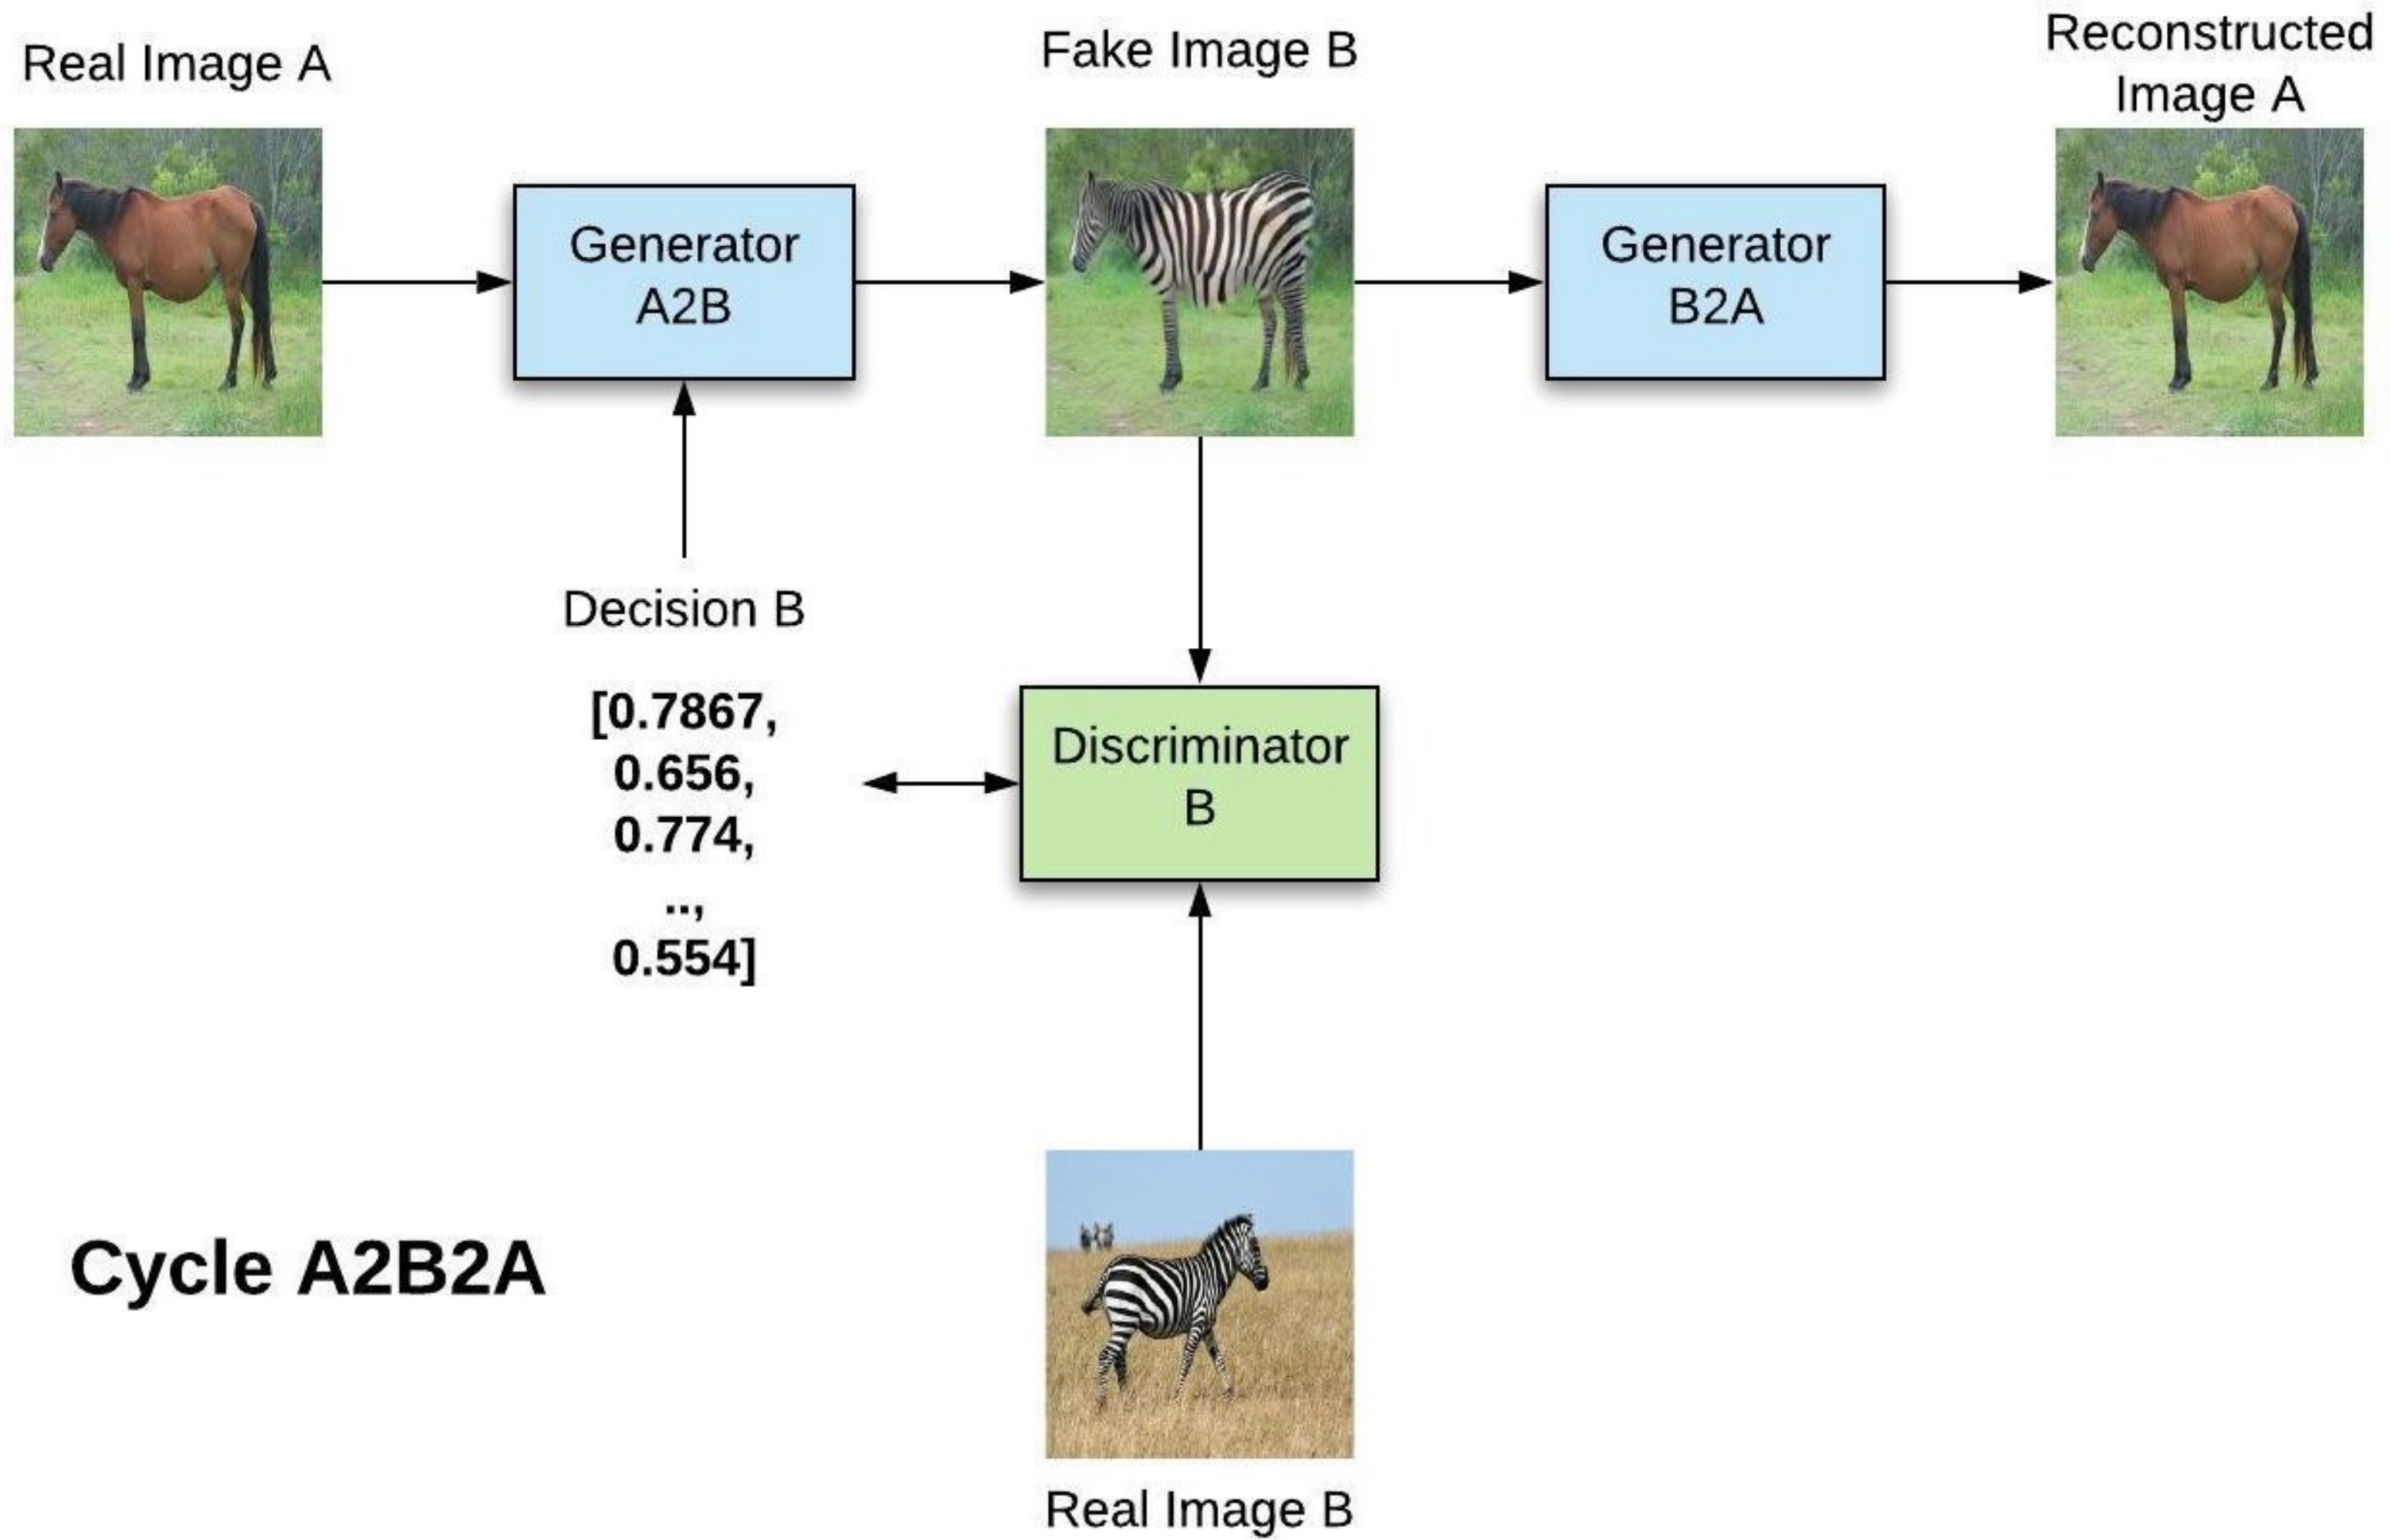 Real Image A
Fake Image B
Reconstructed
Image A
Generator
A2B
Generator
B2A
Decision B
[0.7867,
0.656,
0.774,
..,
0.554]
Discriminator
B
Cycle A2B2A
Real Image B